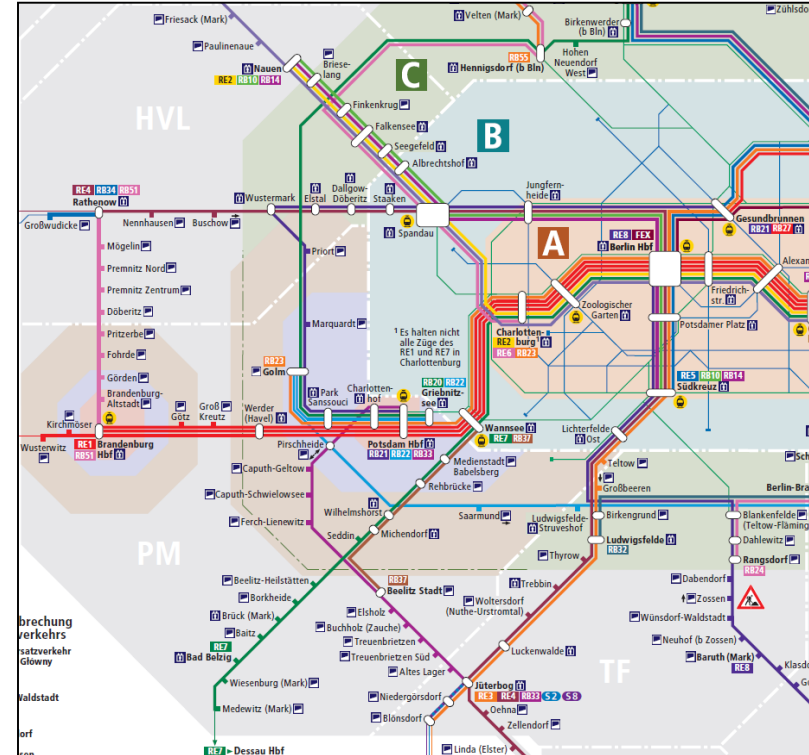 Friesack (Mark)
Velten (Mark)
Birkenwerder
(b Bln)
Zühlsdo
Paulinenaue
Nauen
RE2 RB10 RB14
Briese-
lang
RB55
Hennigsdorf (b Bln)
Hohen
Neuendorf
West
C
HVL
B
Finkenkrug
Falkensee
Seegefeld
Albrechtshof
RE4 RB34 RB51
Rathenow
Wustermark
Elstal
Dallgow-
Döberitz
Staaken
Jungfern-
heide
Großwudicke
Nennhausen
Buschow
Spandau
A
RE8 FEX
Berlin Hbf
Gesundbrunnen
RB21 RB27
Mögelin
Premnitz Nord
Premnitz Zentrum
Döberitz
Pritzerbe
Fohrde
Görden
Brandenburg-
Altstadt
Priort
Marquardt
Alexan
Friedrich-
str.
Zoologischer
Garten
Potsdamer Platz
Charlotten-
RE2 burg¹
RE6 RB23
¹ Es halten nicht
alle Züge des
RE1 und RE7 in
Charlottenburg
RB23
Golm
Park
Sanssouci
Charlotten-
hof
RB20 RB22
Griebnitz-
see
RE5 RB10 RB14
Südkreuz
Kirchmöser
Wusterwitz
RE1 Brandenburg
RB51 Hbf
Götz
Groß
Kreutz
Werder
(Havel)
Pirschheide
Potsdam Hbf
RB21 RB22 RB33
Wannsee
RE7 RB37
Lichterfelde
Ost
Teltow
Großbeeren
Medienstadt
Babelsberg
Rehbrücke
Caputh-Geltow
Caputh-Schwielowsee
Ferch-Lienewitz
Wilhelmshorst
Seddin
Michendorf
Saarmund
Ludwigsfelde-
Struveshof
Birkengrund
Ludwigsfelde
RB32
Berlin-Bra
Blankenfelde
(Teltow-Fläming
Dahlewitz
Rangsdorf
RB24
PM
Beelitz-Heilstätten
Borkheide
Brück (Mark)
Baitz
RE7
Bad Belzig
Wiesenburg (Mark)
Medewitz (Mark)
RE7 Dessau Hbf
RB37
Beelitz Stadt
Elsholz
Buchholz (Zauche)
Treuenbrietzen
Treuenbrietzen Süd
Altes Lager
Thyrow
Trebbin
Woltersdorf
(Nuthe-Urstromtal)
Luckenwalde
Dabendorf
Zossen
Wünsdorf-Waldstadt
Neuhof (b Zossen)
Baruth (Mark)
RE8
Klasdo
TF
Jüterbog
RE3 RE4 RB33 S 2 S 8
Niedergörsdorf
Blönsdorf
Oehna
Zellendorf
Linda (Elster)
brechung
verkehrs
rsatzverkehr
Główny
Waldstadt
orf